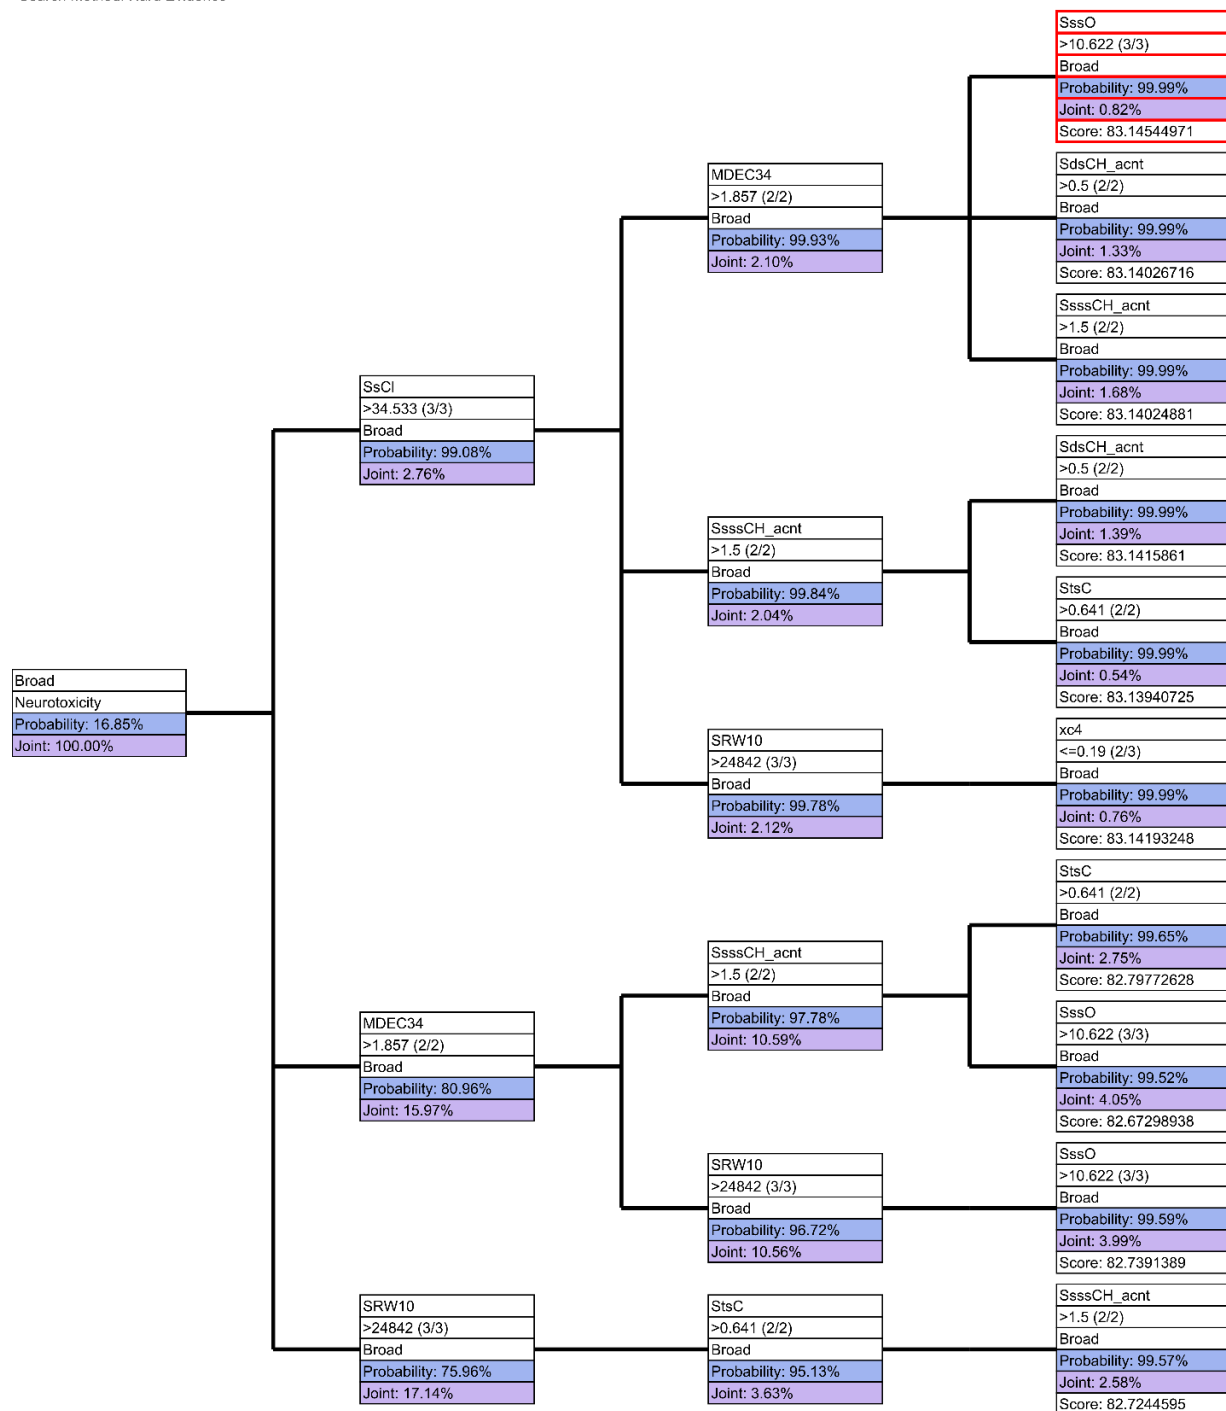 SssO
>10.622 (3/3)
Broad
Probability: 99.99%
Joint: 0.82%
Score: 83.14544971
SdsCH_acnt
>0.5 (2/2)
Broad
Probability: 99.99%
Joint: 1.33%
Score: 83.14026716
SsssCH_acnt
>1.5 (2/2)
Broad
Probability: 99.99%
Joint: 1.68%
Score: 83.14024881
MDEC34
>1.857 (2/2)
Broad
Probability: 99.93%
Joint: 2.10%
SsCl
>34.533 (3/3)
Broad
Probability: 99.08%
Joint: 2.76%
SdsCH_acnt
>0.5 (2/2)
Broad
Probability: 99.99%
Joint: 1.39%
Score: 83.1415861
SsssCH_acnt
>1.5 (2/2)
Broad
Probability: 99.84%
Joint: 2.04%
StsC
>0.641 (2/2)
Broad
Probability: 99.99%
Joint: 0.54%
Score: 83.13940725
Broad
Neurotoxicity
Probability: 16.85%
Joint: 100.00%
SRW10
>24842 (3/3)
Broad
Probability: 99.78%
Joint: 2.12%
xc4
<=0.19 (2/3)
Broad
Probability: 99.99%
Joint: 0.76%
Score: 83.14193248
StsC
>0.641 (2/2)
Broad
Probability: 99.65%
Joint: 2.75%
Score: 82.79772628
SsssCH_acnt
>1.5 (2/2)
Broad
Probability: 97.78%
Joint: 10.59%
SssO
>10.622 (3/3)
Broad
Probability: 99.52%
Joint: 4.05%
Score: 82.67298938
MDEC34
>1.857 (2/2)
Broad
Probability: 80.96%
Joint: 15.97%
SRW10
>24842 (3/3)
Broad
Probability: 96.72%
Joint: 10.56%
SssO
>10.622 (3/3)
Broad
Probability: 99.59%
Joint: 3.99%
Score: 82.7391389
SRW10
>24842 (3/3)
Broad
Probability: 75.96%
Joint: 17.14%
StsC
>0.641 (2/2)
Broad
Probability: 95.13%
Joint: 3.63%
SsssCH_acnt
>1.5 (2/2)
Broad
Probability: 99.57%
Joint: 2.58%
Score: 82.7244595